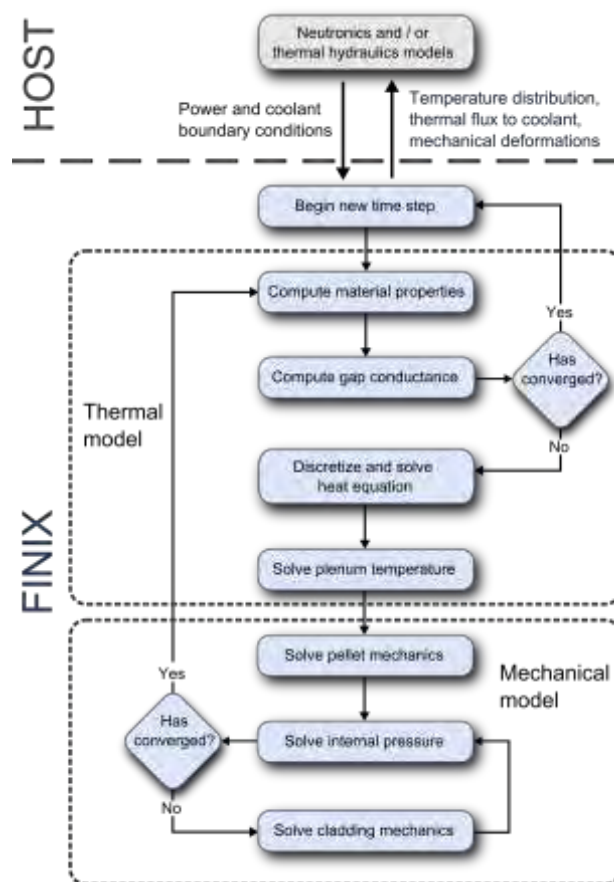 HOST
Neutronics and / or
thermal hydraulics models
Power and coolant
boundary conditions
Temperature distribution,
thermal flux to coolant,
mechanical deformations
FINIX
Begin new time step
Thermal
model
Compute material properties
Compute gap conductance
Has
converged?
Yes
No
Discretize and solve
heat equation
Solve plenum temperature
Mechanical
model
Solve pellet mechanics
Solve internal pressure
Has
converged?
Yes
No
Solve cladding mechanics